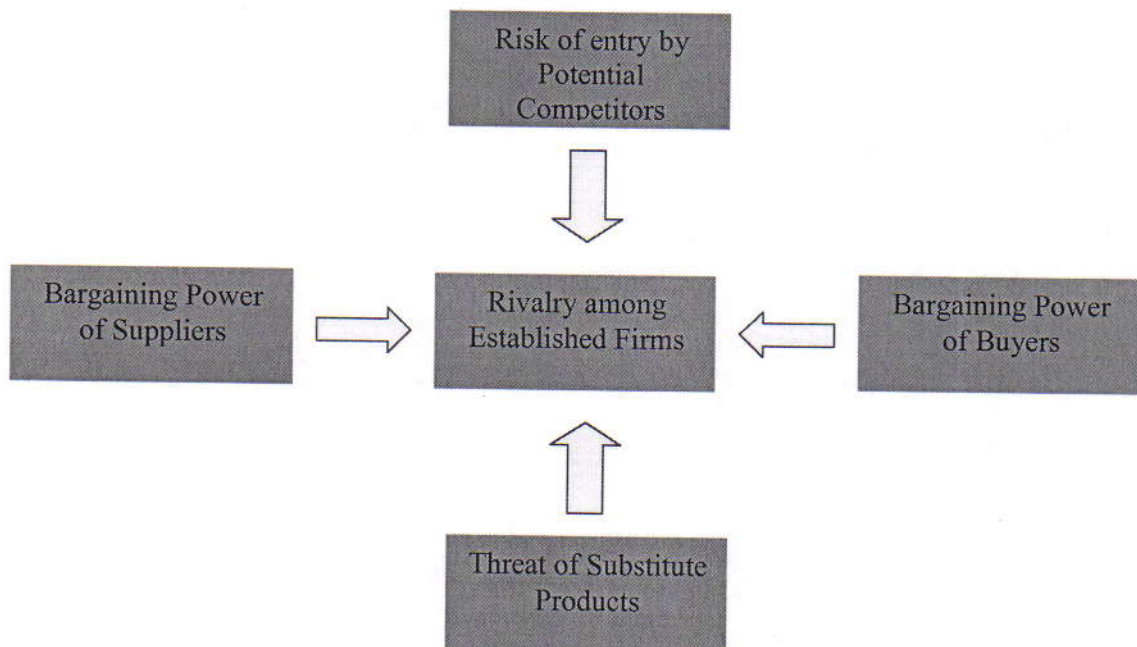 Risk of entry by
Potential
Competitors
Bargaining Power
of Suppliers
Rivalry among
Established Firms
Bargaining Power
of Buyers
Threat of Substitute
Products